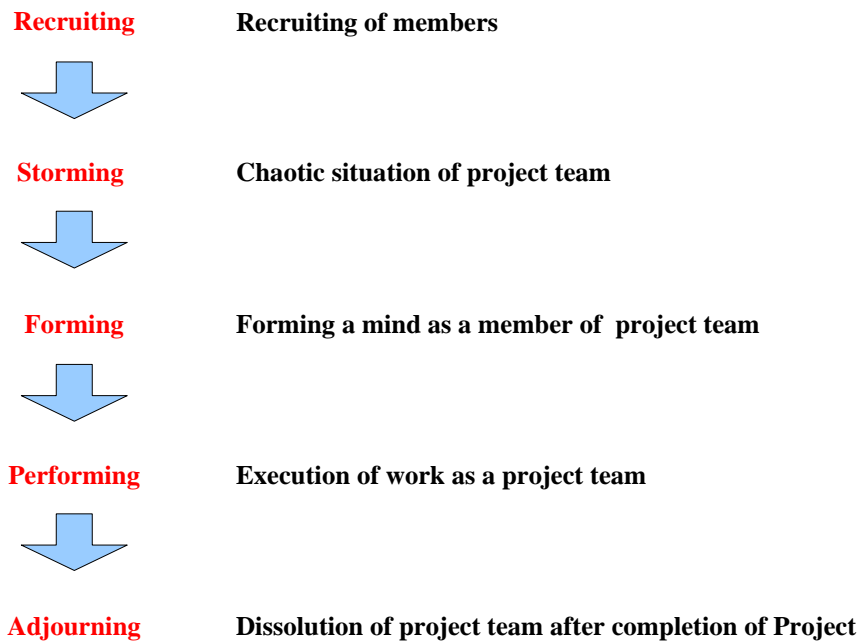 Recruiting Recruiting of members
Storming Chaotic situation of project team
Forming Forming a mind as a member of project team
Performing Execution of work as a project team
Adjourning Dissolution of project team after completion of Project